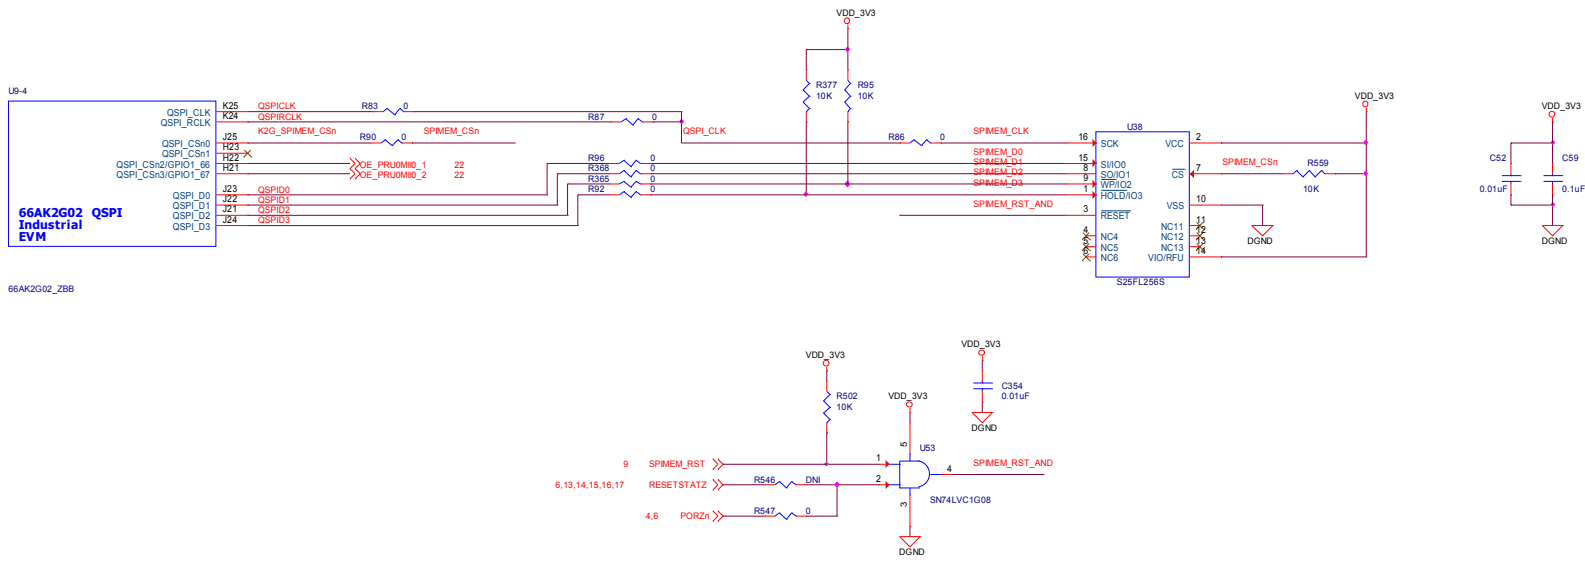 VDD_3V3
U9-4
R377
10K
R95
10K
VDD_3V3
VDD_3V3
QSPI_CLK K25 QSPICLK R83 0
QSPI_RCLK K24 QSPIRCLK R87 0
K2G_SPIMEM_CSn SPIMEM_CSn QSPI_CLK SPIMEM_CLK U38
QSPI_CSn0 J25 R90 0 R86 0 16 SCK VCC 2
QSPI_CSn1 H23
QSPI_CSn2/GPIO1_66 H22 OE_PRU0MII0_1 22 R96 0 SPIMEM_D0 15 SI/IO0
QSPI_CSn3/GPIO1_67 H21 OE_PRU0MII0_2 22 R368 0 SPIMEM_D1 8 SO/IO1 CS 7 SPIMEM_CSn R559
10K
R365 0 SPIMEM_D2 9 WP/IO2
R92 0 SPIMEM_D3 1 HOLD/IO3
QSPI_D0 J23 QSPID0
QSPI_D1 J22 QSPID1
QSPI_D2 J21 QSPID2
QSPI_D3 J24 QSPID3
66AK2G02 QSPI
Industrial
EVM
SPIMEM_RST_AND 3 RESET
VSS 10
DGND
4 NC4 NC11 11
5 NC5 NC12 12
6 NC6 NC13 13
VIO/RFU 14
S25FL256S
C52
0.01uF
C59
0.1uF
DGND
66AK2G02_ZBB
VDD_3V3
R502
10K
VDD_3V3
C354
0.01uF
DGND
VDD_3V3
5
U53
9 SPIMEM_RST 1
4 SPIMEM_RST_AND
6,13,14,15,16,17 RESETSTATZ R546 DNI 2
SN74LVC1G08
3
4,6 PORZn R547 0
DGND